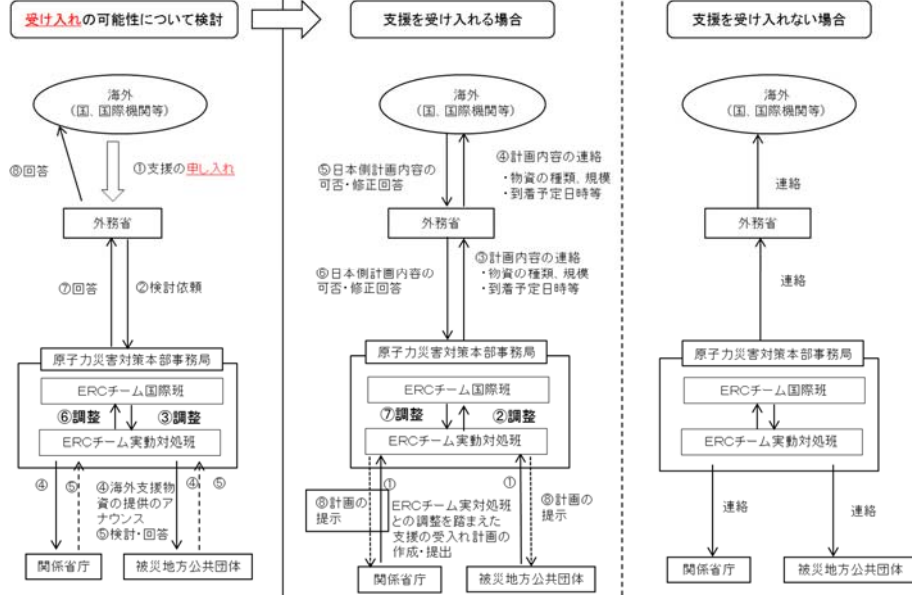 受け入れの可能性について検討
海外
(国、国際機関等)
⑧回答
①支援の申し入れ
外務省
⑦回答
②検討依頼
原子力災害対策本部事務局
ERCチーム国際班
⑥調整
③調整
ERCチーム実動対処班
④
⑤
④海外支援物
資の提供のア
ナウンス
⑤検討・回答
④
⑤
関係省庁
被災地方公共団体
支援を受け入れる場合
海外
(国、国際機関等)
⑤日本側計画内容の
可否・修正回答
④計画内容の連絡
・物資の種類、規模
・到着予定日時等
外務省
⑥日本側計画内容の
可否・修正回答
③計画内容の連絡
・物資の種類、規模
・到着予定日時等
原子力災害対策本部事務局
ERCチーム国際班
⑦調整
②調整
ERCチーム実動対処班
⑧計画の
提示
①
ERCチーム実対処班
との調整を踏まえた
支援の受入れ計画の
作成・提出
①
⑧計画の
提示
関係省庁
被災地方公共団体
支援を受け入れない場合
海外
(国、国際機関等)
連絡
外務省
連絡
原子力災害対策本部事務局
ERCチーム国際班
ERCチーム実動対処班
連絡
連絡
関係省庁
被災地方公共団体